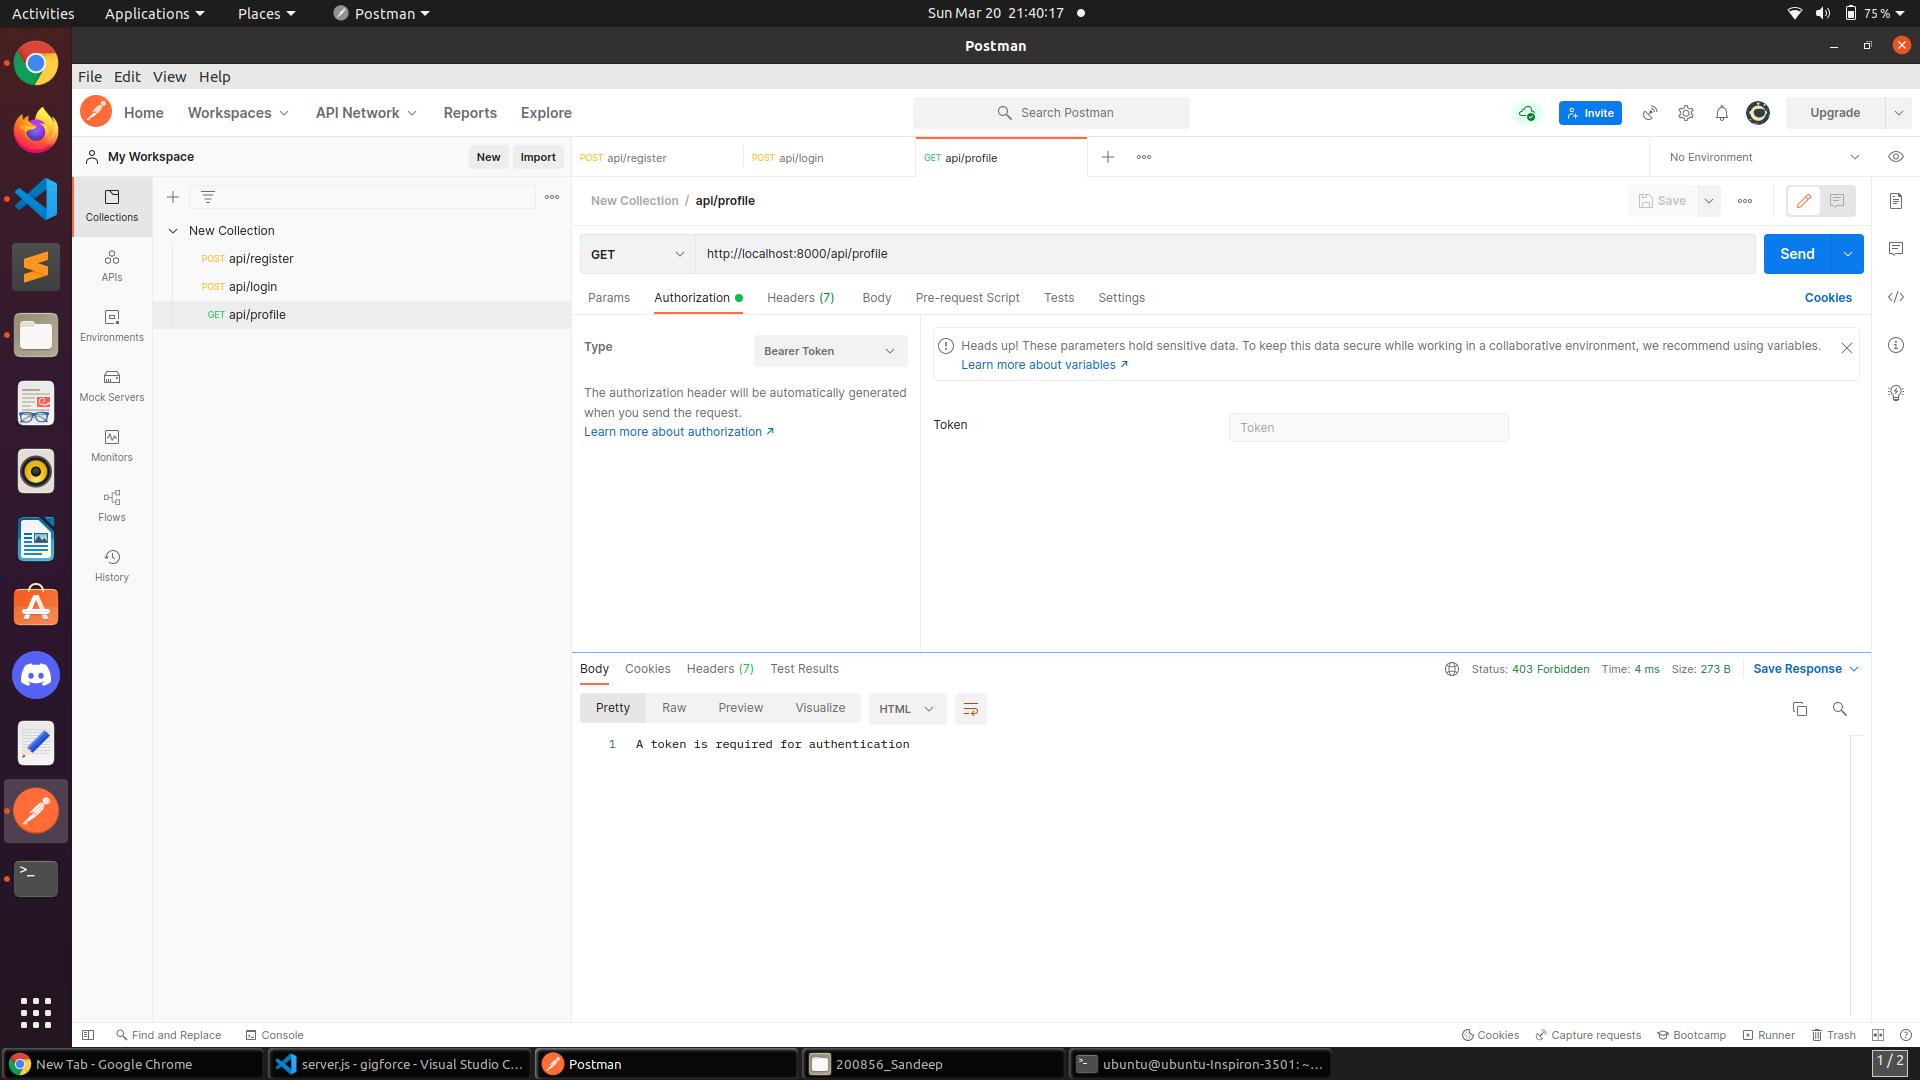 Activities Applications Places Postman Sun Mar 20 21:40:17 75 %
Postman
File Edit View Help
Home Workspaces API Network Reports Explore Search Postman Invite Upgrade
My Workspace New Import POST api/register POST api/login GET api/profile No Environment
Collections
APIs
Environments
Mock Servers
Monitors
Flows
History
New Collection
POST api/register
POST api/login
GET api/profile
New Collection / api/profile Save
GET http://localhost:8000/api/profile Send
Params Authorization Headers (7) Body Pre-request Script Tests Settings Cookies
Type Bearer Token
The authorization header will be automatically generated
when you send the request.
Learn more about authorization ↗
Heads up! These parameters hold sensitive data. To keep this data secure while working in a collaborative environment, we recommend using variables.
Learn more about variables ↗
Token Token
Body Cookies Headers (7) Test Results Status: 403 Forbidden Time: 4 ms Size: 273 B Save Response
Pretty Raw Preview Visualize HTML
1 A token is required for authentication
Find and Replace Console Cookies Capture requests Bootcamp Runner Trash
New Tab - Google Chrome server.js - gigforce - Visual Studio C... Postman 200856_Sandeep ubuntu@ubuntu-Inspiron-3501: ~... 1 / 2